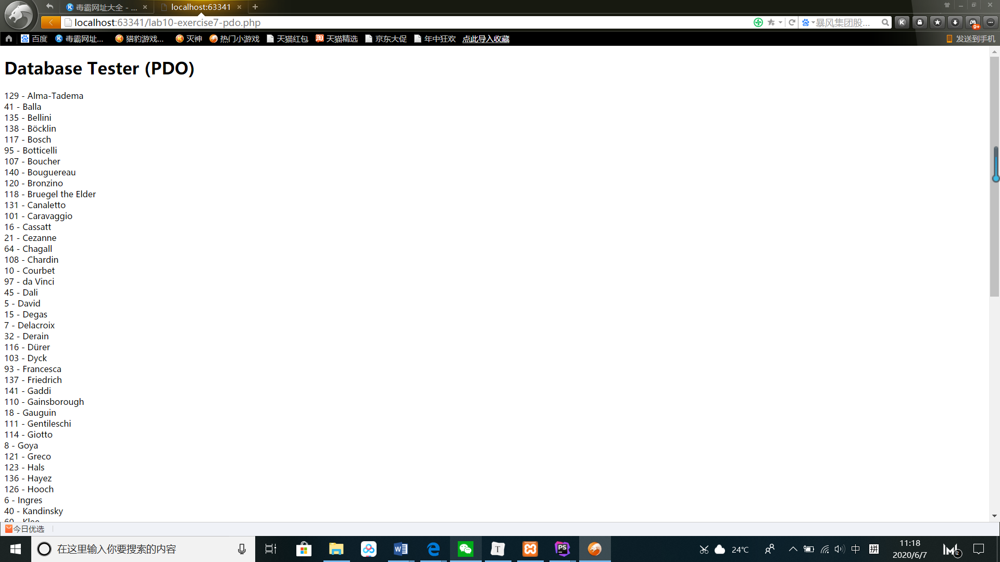 毒霸网址大全 - ...
localhost:63341
localhost:63341/lab10-exercise7-pdo.php
暴风集团股...
百度
毒霸网址...
猎豹游戏...
灭神
热门小游戏
天猫红包
天猫精选
京东大促
年中狂欢
点此导入收藏
发送到手机
Database Tester (PDO)
129 - Alma-Tadema
41 - Balla
135 - Bellini
138 - Böcklin
117 - Bosch
95 - Botticelli
107 - Boucher
140 - Bouguereau
120 - Bronzino
118 - Bruegel the Elder
131 - Canaletto
101 - Caravaggio
16 - Cassatt
21 - Cezanne
64 - Chagall
108 - Chardin
10 - Courbet
97 - da Vinci
45 - Dali
5 - David
15 - Degas
7 - Delacroix
32 - Derain
116 - Dürer
103 - Dyck
93 - Francesca
137 - Friedrich
141 - Gaddi
110 - Gainsborough
18 - Gauguin
111 - Gentileschi
114 - Giotto
8 - Goya
121 - Greco
123 - Hals
136 - Hayez
126 - Hooch
6 - Ingres
40 - Kandinsky
60 - Klee
今日优选
在这里输入你要搜索的内容
24°C
中
拼
11:18
2020/6/7